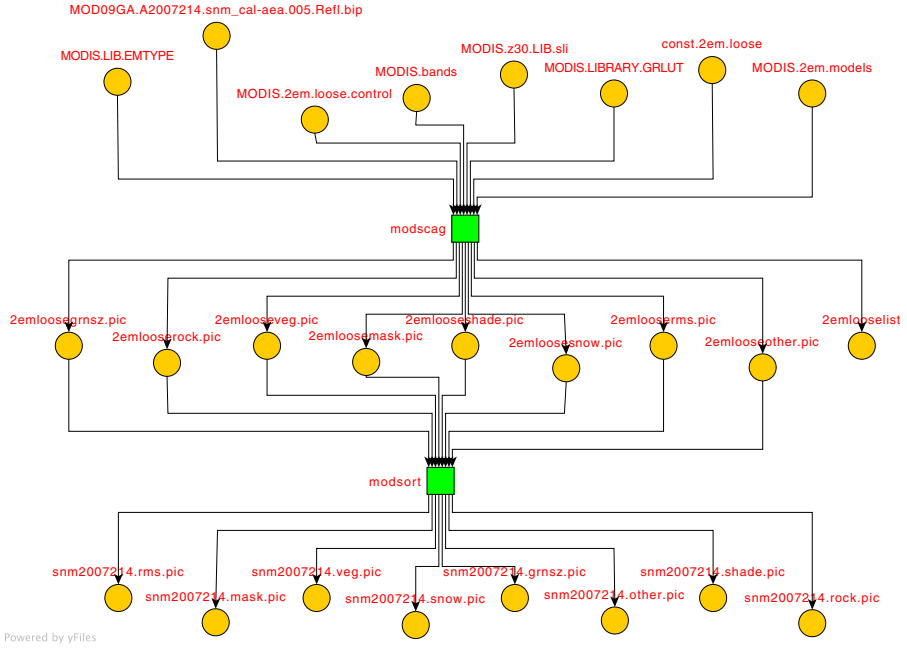 MOD09GA.A2007214.snm_cal-aea.005.Refl.bip
MODIS.LIB.EMTYPE
MODIS.2em.loose.control
MODIS.bands
MODIS.z30.LIB.sli
MODIS.LIBRARY.GRLUT
const.2em.loose
MODIS.2em.models
modscag
2emloosegrnsz.pic
2emlooserock.pic
2emlooseveg.pic
2emloosemask.pic
2emlooseshade.pic
2emloosesnow.pic
2emlooserms.pic
2emlooseother.pic
2emlooselist
modsort
snm2007214.rms.pic
snm2007214.mask.pic
snm2007214.veg.pic
snm2007214.snow.pic
snm2007214.grnsz.pic
snm2007214.other.pic
snm2007214.shade.pic
snm2007214.rock.pic
Powered by yFiles